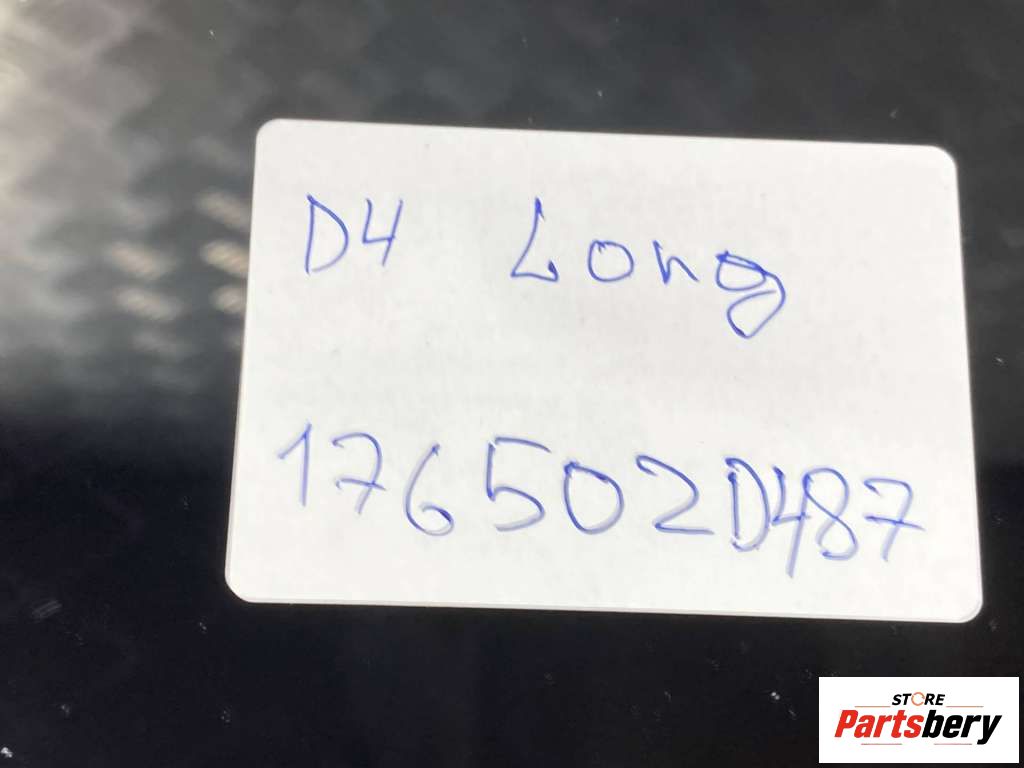 D4 Long
176502D487
STORE
Partsbery